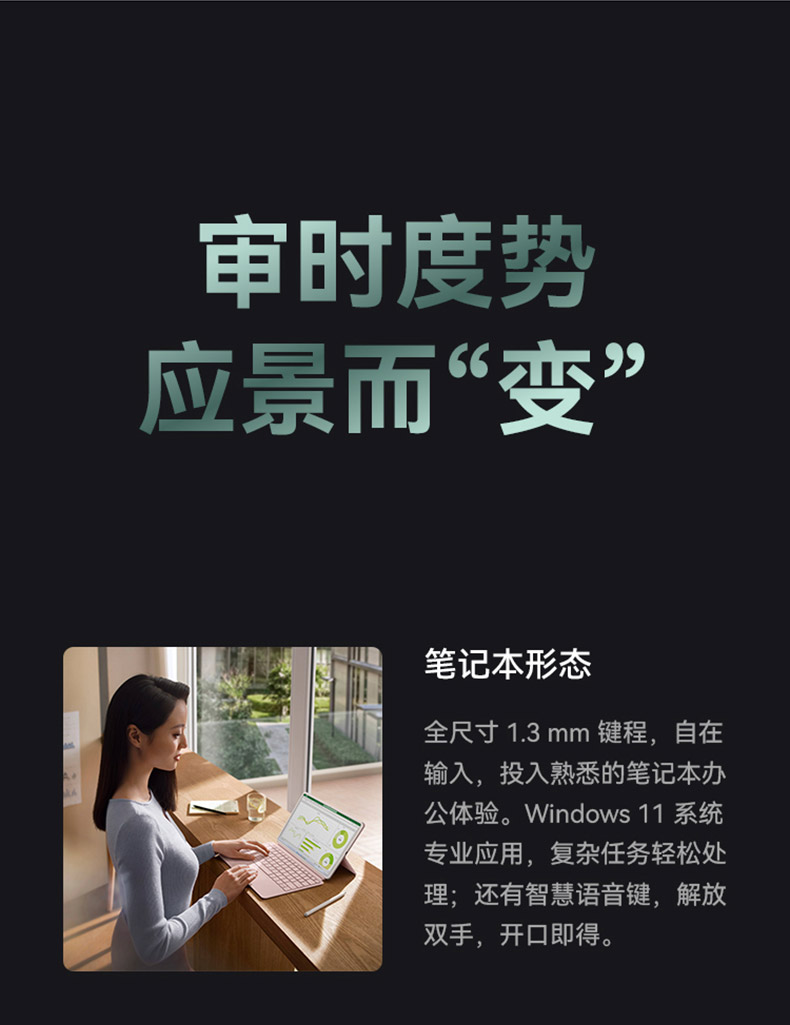 审时度势
应景而“变”
笔记本形态
全尺寸 1.3 mm 键程，自在
输入，投入熟悉的笔记本办
公体验。Windows 11 系统
专业应用，复杂任务轻松处
理；还有智慧语音键，解放
双手，开口即得。